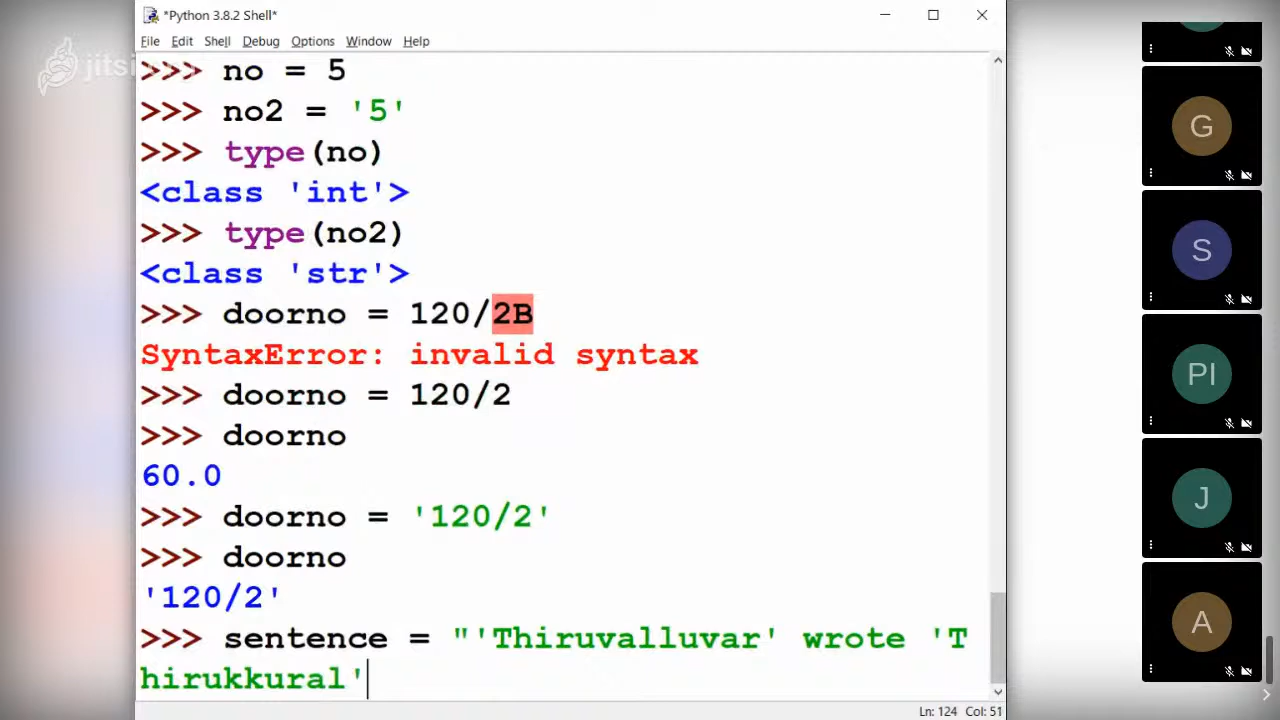 *Python 3.8.2 Shell*
File Edit Shell Debug Options Window Help
jitsi
>>> no = 5
>>> no2 = '5'
>>> type(no)
<class 'int'>
>>> type(no2)
<class 'str'>
>>> doorno = 120/2B
SyntaxError: invalid syntax
>>> doorno = 120/2
>>> doorno
60.0
>>> doorno = '120/2'
>>> doorno
'120/2'
>>> sentence = "'Thiruvalluvar' wrote 'T
hirukkural'
Ln: 124 Col: 51
G
S
PI
J
A